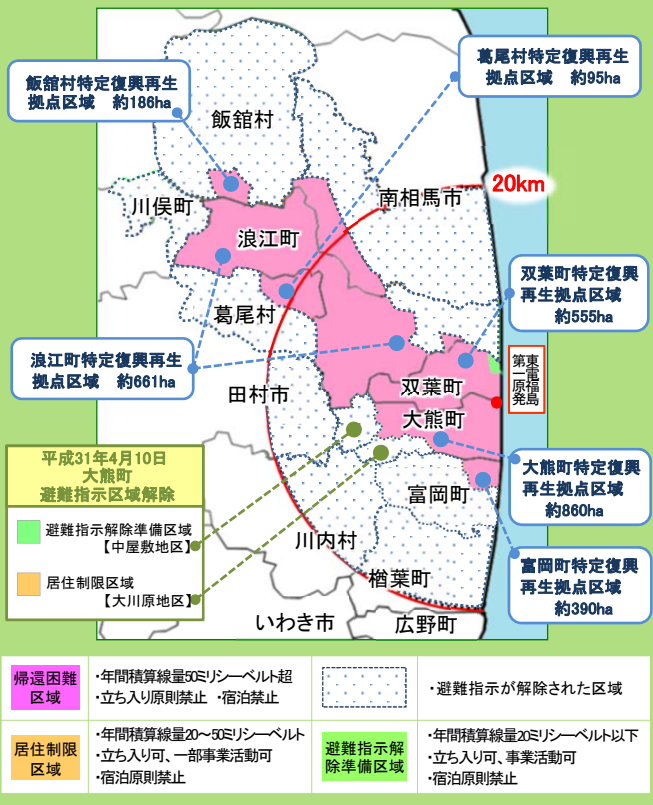 葛尾村特定復興再生
拠点区域　約95ha
飯舘村特定復興再生
拠点区域　約186ha
飯舘村
20km
南相馬市
川俣町
浪江町
双葉町特定復興
再生拠点区域
約555ha
葛尾村
浪江町特定復興再生
拠点区域　約661ha
東電福島
第一原発
田村市
双葉町
大熊町
平成31年4月10日
大熊町
避難指示区域解除
避難指示解除準備区域
【中屋敷地区】
居住制限区域
【大川原地区】
大熊町特定復興
再生拠点区域
約860ha
富岡町
川内村
富岡町特定復興
再生拠点区域
約390ha
楢葉町
いわき市
広野町
帰還困難
区域
・年間積算線量50ミリシーベルト超
・立ち入り原則禁止　・宿泊禁止
・避難指示が解除された区域
居住制限
区域
・年間積算線量20～50ミリシーベルト
・立ち入り可、一部事業活動可
・宿泊原則禁止
避難指示解
除準備区域
・年間積算線量20ミリシーベルト以下
・立ち入り可、事業活動可
・宿泊原則禁止